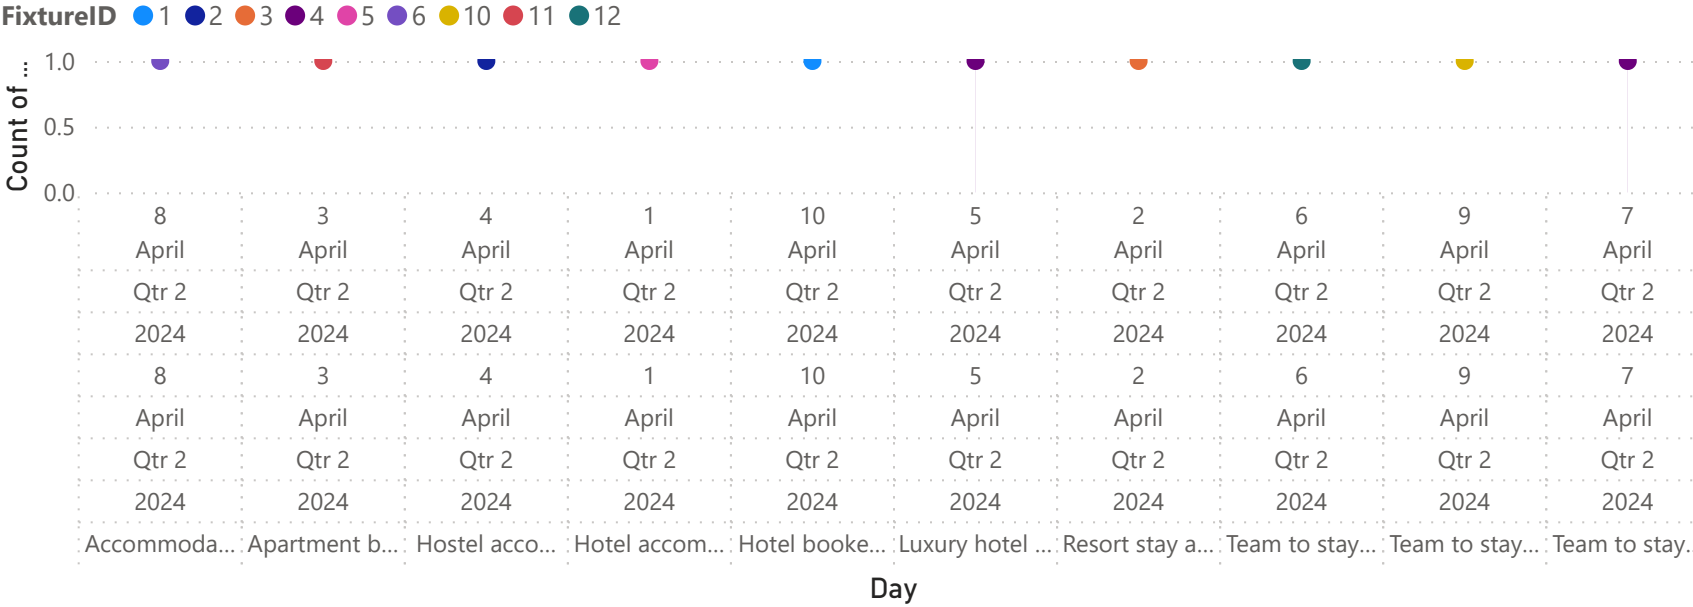 FixtureID 1 2 3 4 5 6 10 11 12
Count of ...
1.0
0.5
0.0
8 3 4 1 10 5 2 6 9 7
April April April April April April April April April April
Qtr 2 Qtr 2 Qtr 2 Qtr 2 Qtr 2 Qtr 2 Qtr 2 Qtr 2 Qtr 2 Qtr 2
2024 2024 2024 2024 2024 2024 2024 2024 2024 2024
8 3 4 1 10 5 2 6 9 7
April April April April April April April April April April
Qtr 2 Qtr 2 Qtr 2 Qtr 2 Qtr 2 Qtr 2 Qtr 2 Qtr 2 Qtr 2 Qtr 2
2024 2024 2024 2024 2024 2024 2024 2024 2024 2024
Accommoda... Apartment b... Hostel acco... Hotel accom... Hotel booke... Luxury hotel ... Resort stay a... Team to stay... Team to stay... Team to stay.
Day